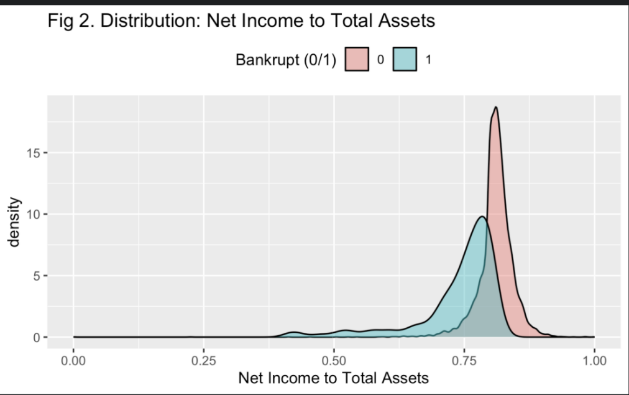 Fig 2. Distribution: Net Income to Total Assets
Bankrupt (0/1) 0 1
density
15
10
5
0
0.00 0.25 0.50 0.75 1.00
Net Income to Total Assets